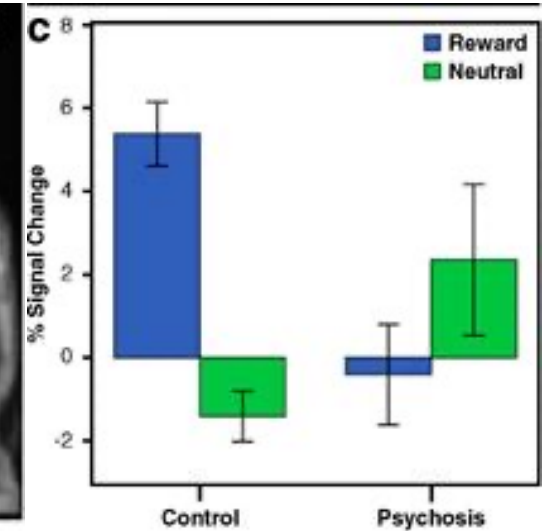 C
8
6
4
2
0
-2
% Signal Change
Reward
Neutral
Control
Psychosis